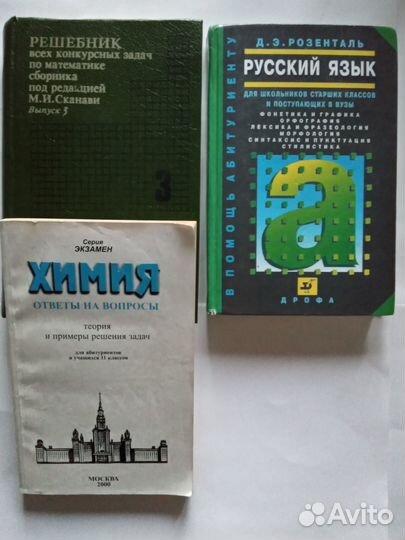 РЕШЕБНИК
всех конкурсных задач
по математике
сборника
под редакцией
М.И.Сканави
Выпуск 3
3
Д. Э. РОЗЕНТАЛЬ
РУССКИЙ ЯЗЫК
ДЛЯ ШКОЛЬНИКОВ СТАРШИХ КЛАССОВ
И ПОСТУПАЮЩИХ В ВУЗЫ
ФОНЕТИКА И ГРАФИКА
ОРФОГРАФИЯ
ЛЕКСИКА И ФРАЗЕОЛОГИЯ
МОРФОЛОГИЯ
СИНТАКСИС И ПУНКТУАЦИЯ
СТИЛИСТИКА
В ПОМОЩЬ АБИТУРИЕНТУ
а
ДРОФА
Серия
ЭКЗАМЕН
ХИМИЯ
ОТВЕТЫ НА ВОПРОСЫ
теория
и примеры решения задач
для абитуриентов
и учащихся 11 классов
МОСКВА
2000
Avito